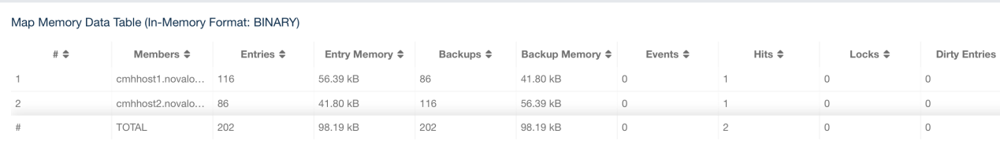 Map Memory Data Table (In-Memory Format: BINARY)
# Members Entries Entry Memory Backups Backup Memory Events Hits Locks Dirty Entries
1 cmhhost1.novalo... 116 56.39 kB 86 41.80 kB 0 1 0 0
2 cmhhost2.novalo... 86 41.80 kB 116 56.39 kB 0 1 0 0
# TOTAL 202 98.19 kB 202 98.19 kB 0 2 0 0